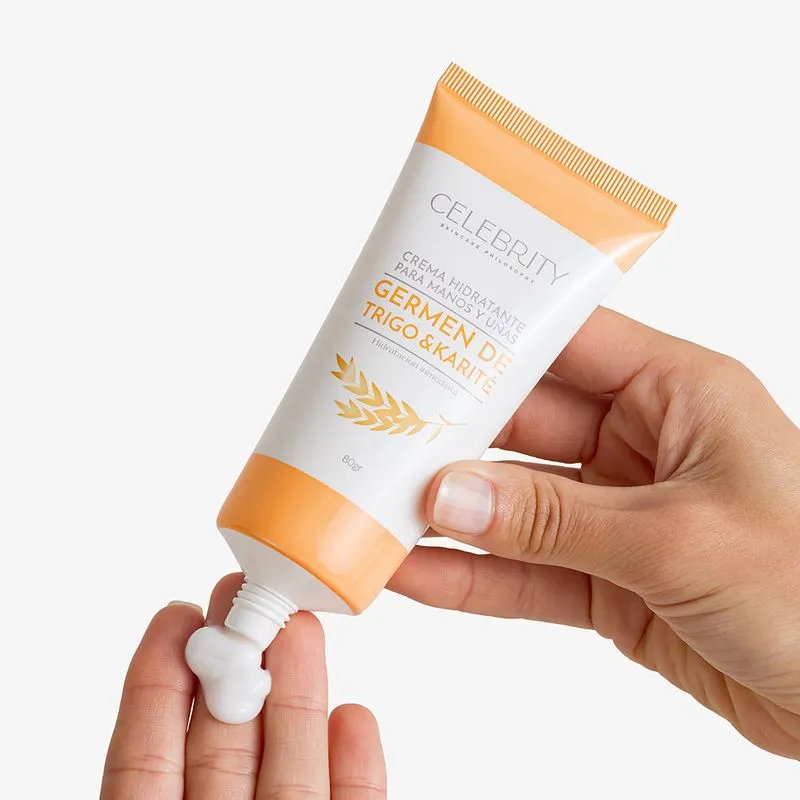 CELEBRITY
SKINCARE PHILOSOPHY
CREMA HIDRATANTE
PARA MANOS Y UÑAS
GERMEN DE
TRIGO & KARITÉ
Hidratación inmediata
80gr